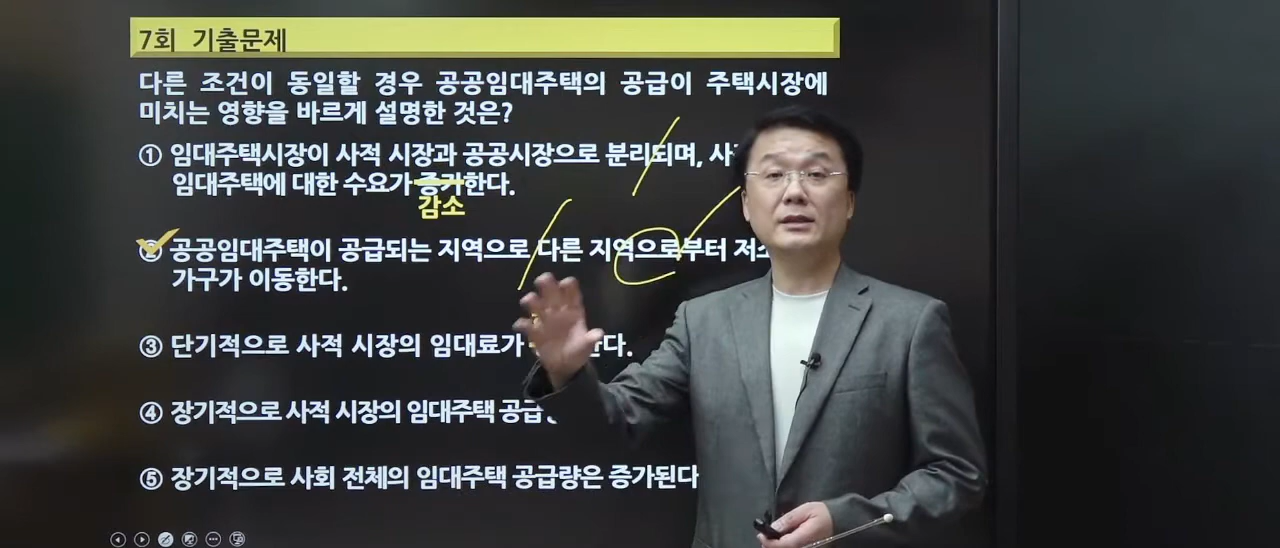 7회 기출문제
다른 조건이 동일할 경우 공공임대주택의 공급이 주택시장에
미치는 영향을 바르게 설명한 것은?
① 임대주택시장이 사적 시장과 공공시장으로 분리되며,
임대주택에 대한 수요가 증가한다.
감소
② 공공임대주택이 공급되는 지역으로 다른 지역으로부터
가구가 이동한다.
③ 단기적으로 사적 시장의 임대료가
④ 장기적으로 사적 시장의 임대주택
⑤ 장기적으로 사회 전체의 임대주택 공급량은 증가된다